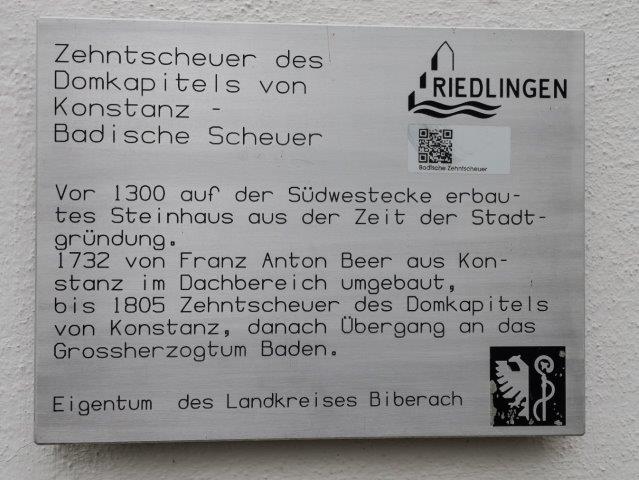 Zehntscheuer des
Domkapitels von
Konstanz -
Badische Scheuer
RIEDLINGEN
Badische Zehntscheuer
Vor 1300 auf der Südwestecke erbau-
tes Steinhaus aus der Zeit der Stadt-
gründung.
1732 von Franz Anton Beer aus Kon-
stanz im Dachbereich umgebaut,
bis 1805 Zehntscheuer des Domkapitels
von Konstanz, danach Übergang an das
Grossherzogtum Baden.
Eigentum des Landkreises Biberach